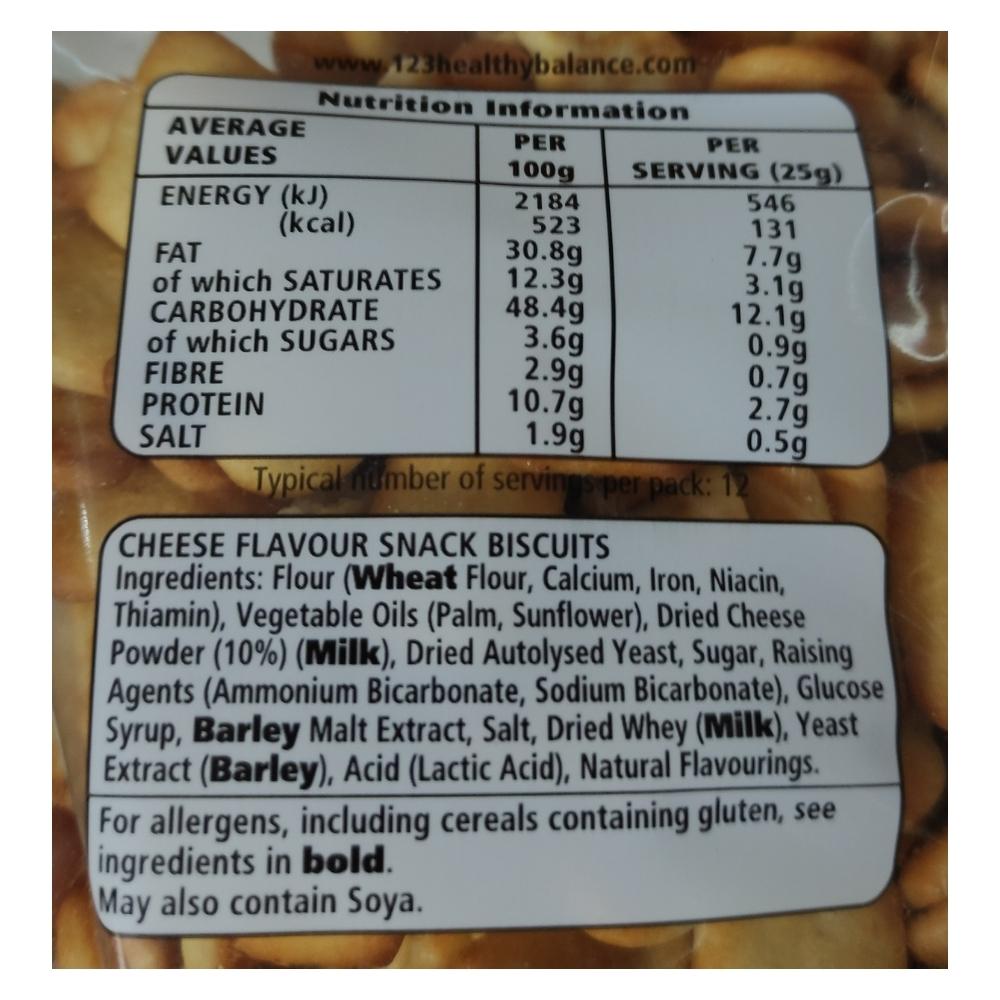 www.123healthybalance.com
Nutrition Information
AVERAGE VALUES PER 100g PER SERVING (25g)
ENERGY (kJ) 2184 546
(kcal) 523 131
FAT 30.8g 7.7g
of which SATURATES 12.3g 3.1g
CARBOHYDRATE 48.4g 12.1g
of which SUGARS 3.6g 0.9g
FIBRE 2.9g 0.7g
PROTEIN 10.7g 2.7g
SALT 1.9g 0.5g
Typical number of servings per pack: 12
CHEESE FLAVOUR SNACK BISCUITS
Ingredients: Flour (Wheat Flour, Calcium, Iron, Niacin,
Thiamin), Vegetable Oils (Palm, Sunflower), Dried Cheese
Powder (10%) (Milk), Dried Autolysed Yeast, Sugar, Raising
Agents (Ammonium Bicarbonate, Sodium Bicarbonate), Glucose
Syrup, Barley Malt Extract, Salt, Dried Whey (Milk), Yeast
Extract (Barley), Acid (Lactic Acid), Natural Flavourings.
For allergens, including cereals containing gluten, see
ingredients in bold.
May also contain Soya.